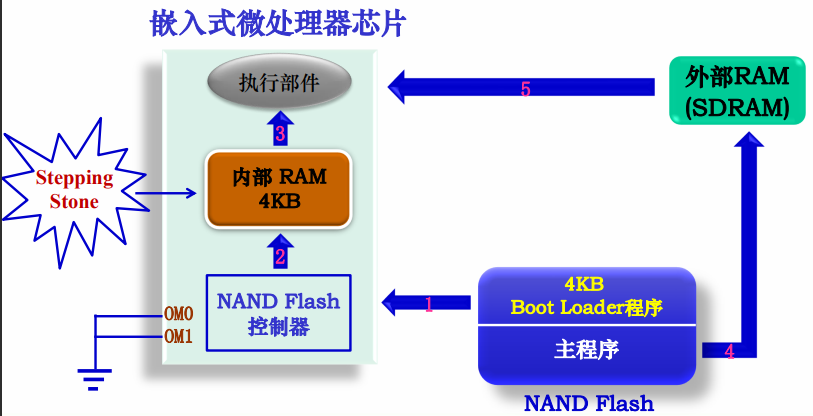 嵌入式微处理器芯片
执行部件
外部RAM
(SDRAM)
5
3
Stepping
Stone
内部 RAM
4KB
2
NAND Flash
控制器
OM0
OM1
1
4KB
Boot Loader程序
主程序
4
NAND Flash